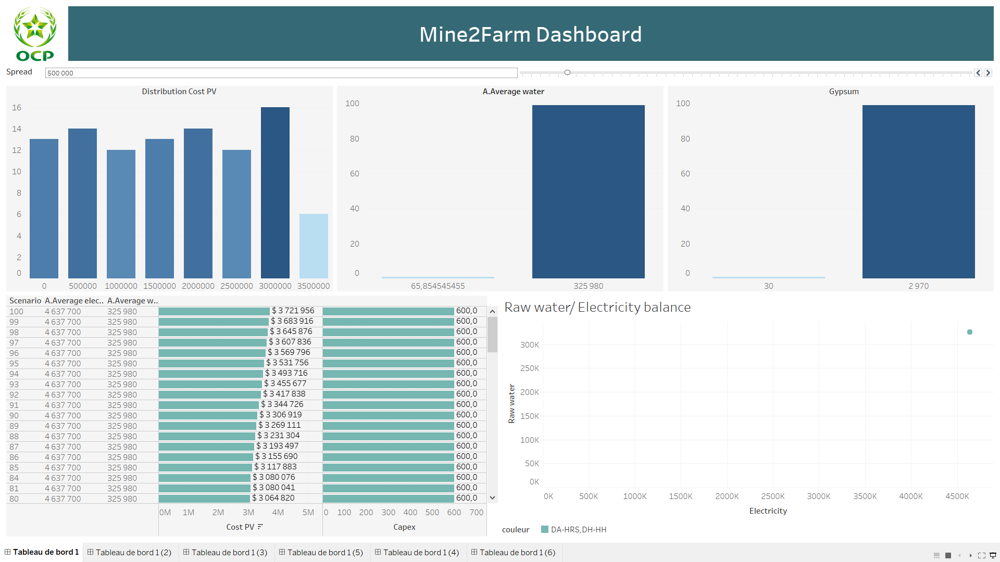 OCP
Mine2Farm Dashboard
Spread
500 000
Distribution Cost PV
16
14
12
10
8
6
4
2
0
0 500000 1000000 1500000 2000000 2500000 3000000 3500000
A.Average water
100
80
60
40
20
0
65,854545455 325 980
Gypsum
100
80
60
40
20
0
30 2 970
Scenario A.Average elec.. A.Average w..
100 4 637 700 325 980 $ 3 721 956 600,0
99 4 637 700 325 980 $ 3 683 916 600,0
98 4 637 700 325 980 $ 3 645 876 600,0
97 4 637 700 325 980 $ 3 607 836 600,0
96 4 637 700 325 980 $ 3 569 796 600,0
95 4 637 700 325 980 $ 3 531 756 600,0
94 4 637 700 325 980 $ 3 493 716 600,0
93 4 637 700 325 980 $ 3 455 677 600,0
92 4 637 700 325 980 $ 3 417 838 600,0
91 4 637 700 325 980 $ 3 344 726 600,0
90 4 637 700 325 980 $ 3 306 919 600,0
89 4 637 700 325 980 $ 3 269 111 600,0
88 4 637 700 325 980 $ 3 231 304 600,0
87 4 637 700 325 980 $ 3 193 497 600,0
86 4 637 700 325 980 $ 3 155 690 600,0
85 4 637 700 325 980 $ 3 117 883 600,0
84 4 637 700 325 980 $ 3 080 076 600,0
81 4 637 700 325 980 $ 3 080 041 600,0
80 4 637 700 325 980 $ 3 064 820 600,0
0M 1M 2M 3M 4M 5M 0 100 200 300 400 500 600 700
Cost PV Capex
Raw water/ Electricity balance
300K
250K
200K
150K
100K
50K
0K
Raw water
0K 500K 1000K 1500K 2000K 2500K 3000K 3500K 4000K 4500K
Electricity
couleur DA-HRS,DH-HH
Tableau de bord 1 Tableau de bord 1 (2) Tableau de bord 1 (3) Tableau de bord 1 (5) Tableau de bord 1 (4) Tableau de bord 1 (6)